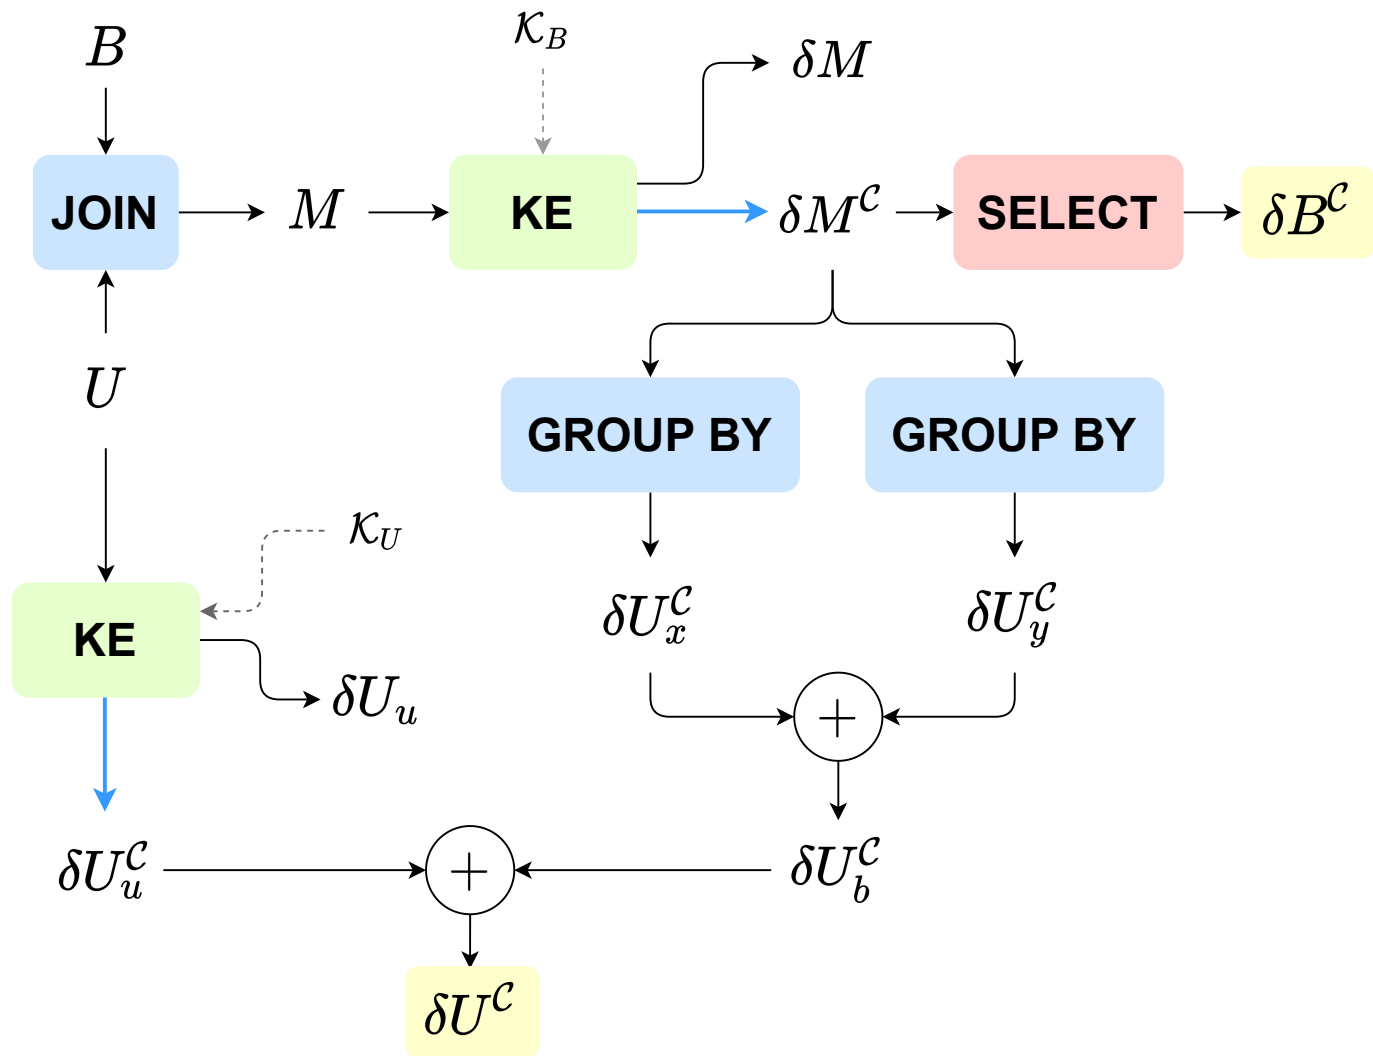 B
𝒦_B
δM
JOIN
M
KE
δM^𝒞
SELECT
δB^𝒞
U
GROUP BY
GROUP BY
𝒦_U
δU_x^𝒞
δU_y^𝒞
KE
δU_u
+
δU_u^𝒞
+
δU_b^𝒞
δU^𝒞